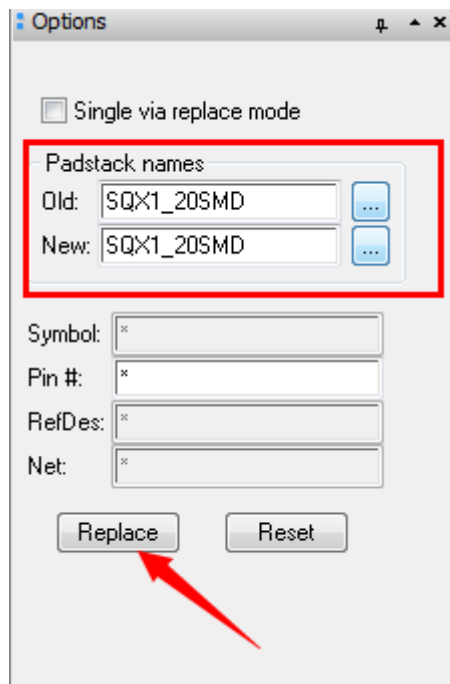 Options
Single via replace mode
Padstack names
Old: SQX1_20SMD ...
New: SQX1_20SMD ...
Symbol: *
Pin #: *
RefDes: *
Net: *
Replace Reset